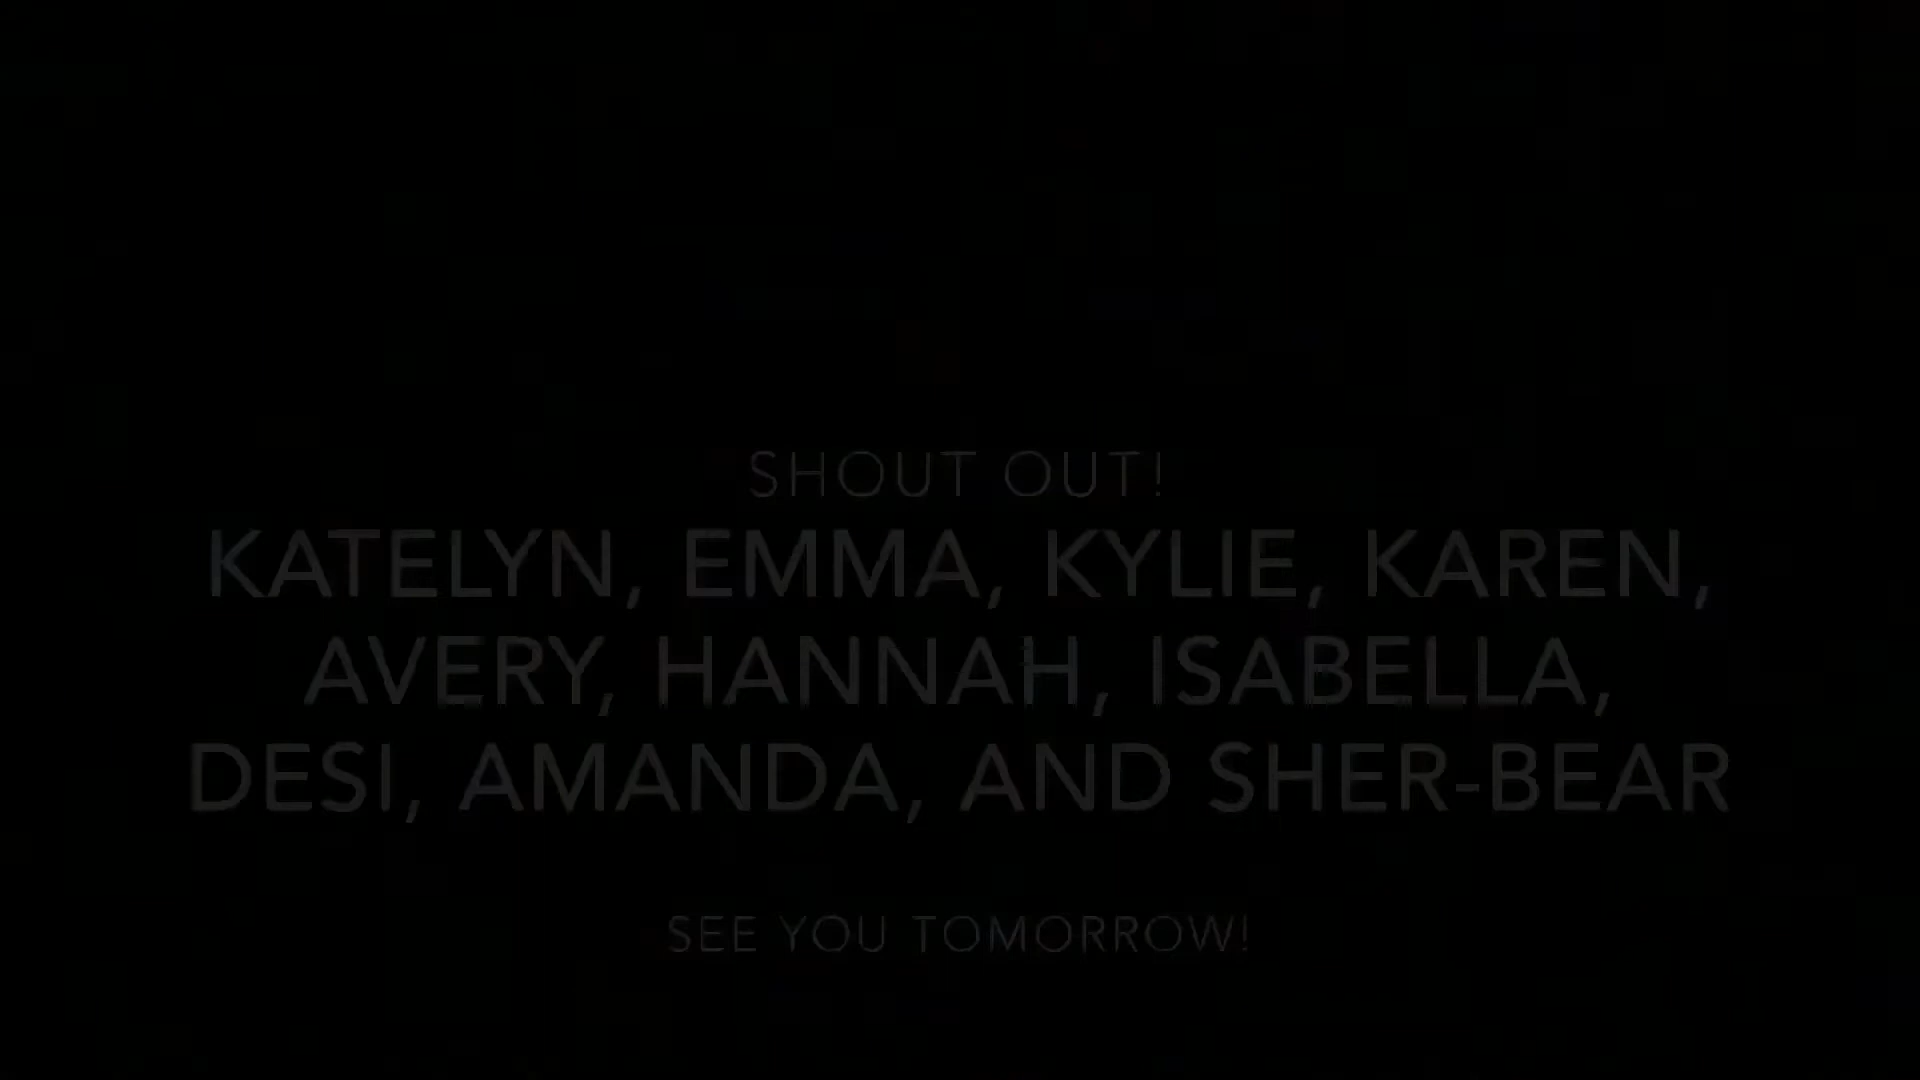 SHOUT OUT!
KATELYN, EMMA, KYLIE, KAREN,
AVERY, HANNAH, ISABELLA,
DESI, AMANDA, AND SHER-BEAR
SEE YOU TOMORROW!